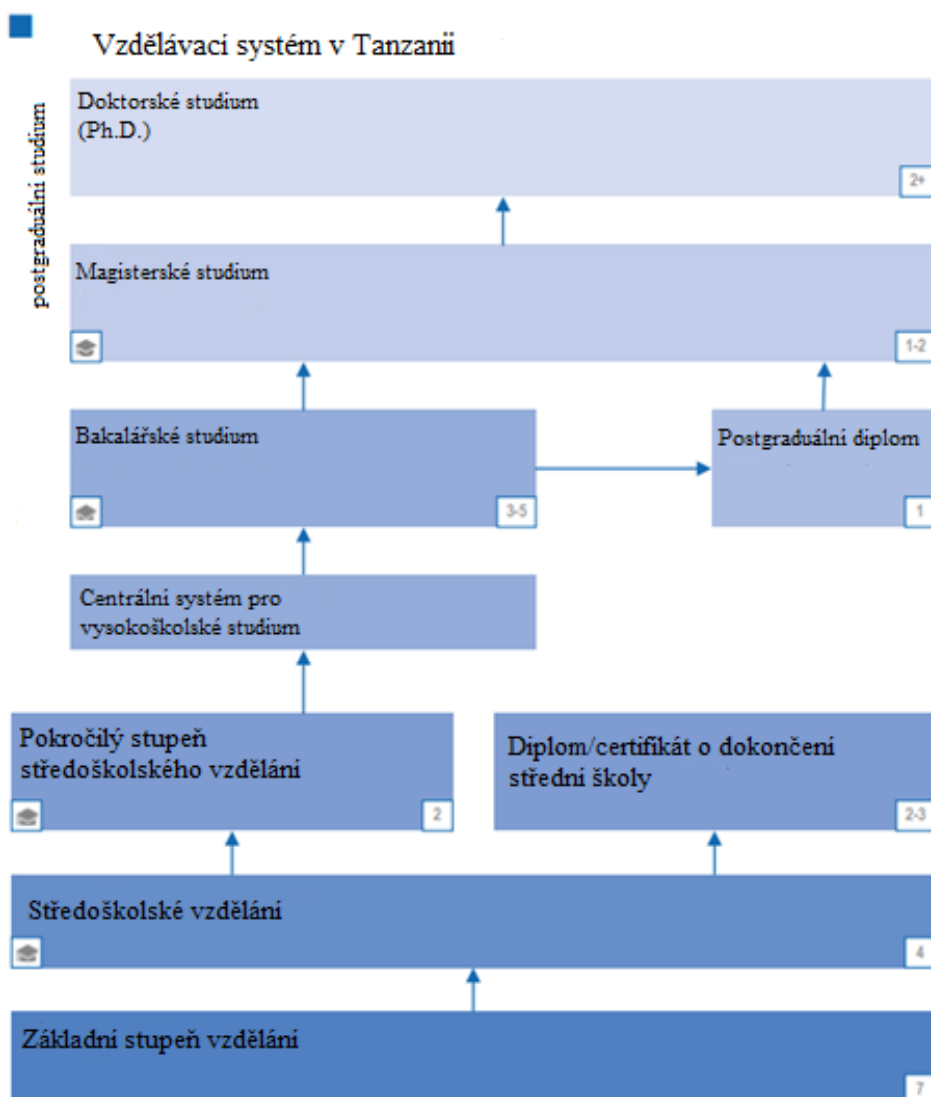 Vzdělávací systém v Tanzanii
postgraduální studium
Doktorské studium
(Ph.D.)
2+
Magisterské studium
1-2
Bakalářské studium
3-5
Postgraduální diplom
1
Centrální systém pro
vysokoškolské studium
Pokročilý stupeň
středoškolského vzdělání
2
Diplom/certifikát o dokončení
střední školy
2-3
Středoškolské vzdělání
4
Základní stupeň vzdělání
7